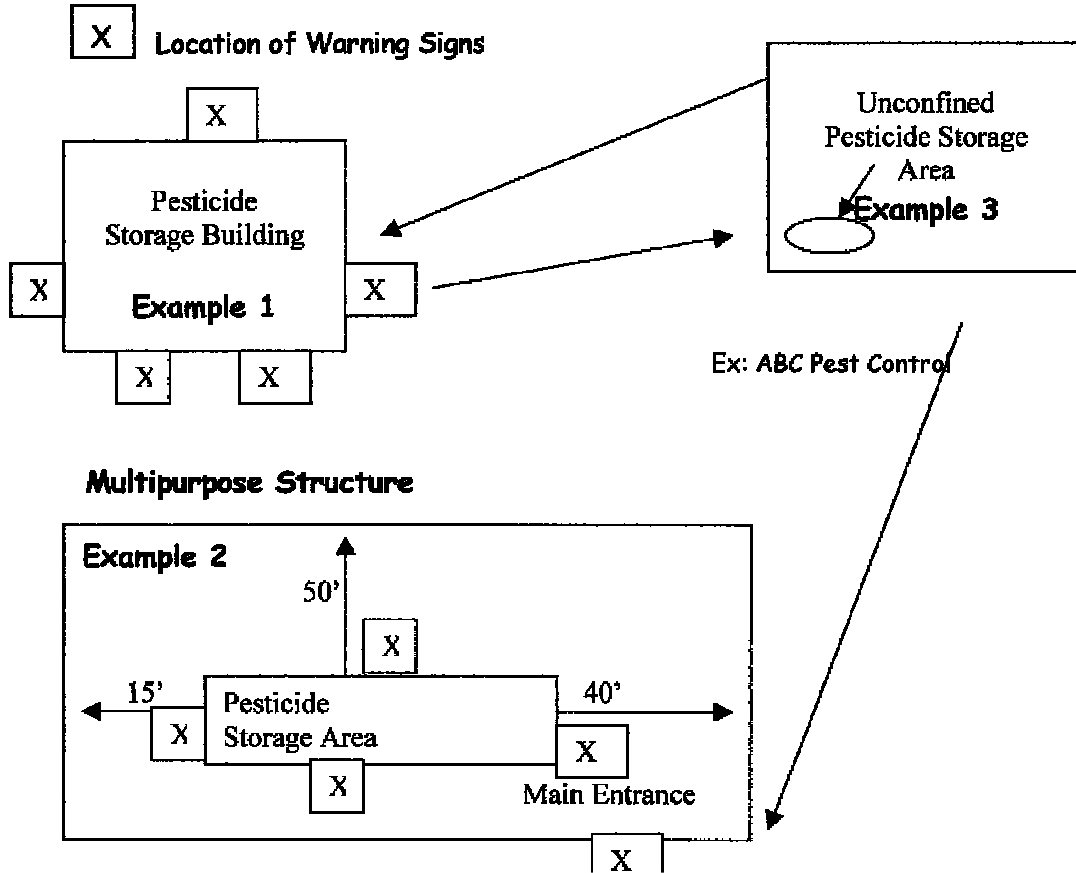 X Location of Warning Signs
X
Pesticide
Storage Building
X
Example 1
X
X
X
Unconfined
Pesticide Storage
Area
Example 3
Ex: ABC Pest Control
Multipurpose Structure
Example 2
50'
X
15'
40'
Pesticide
Storage Area
X
X
X
Main Entrance
X